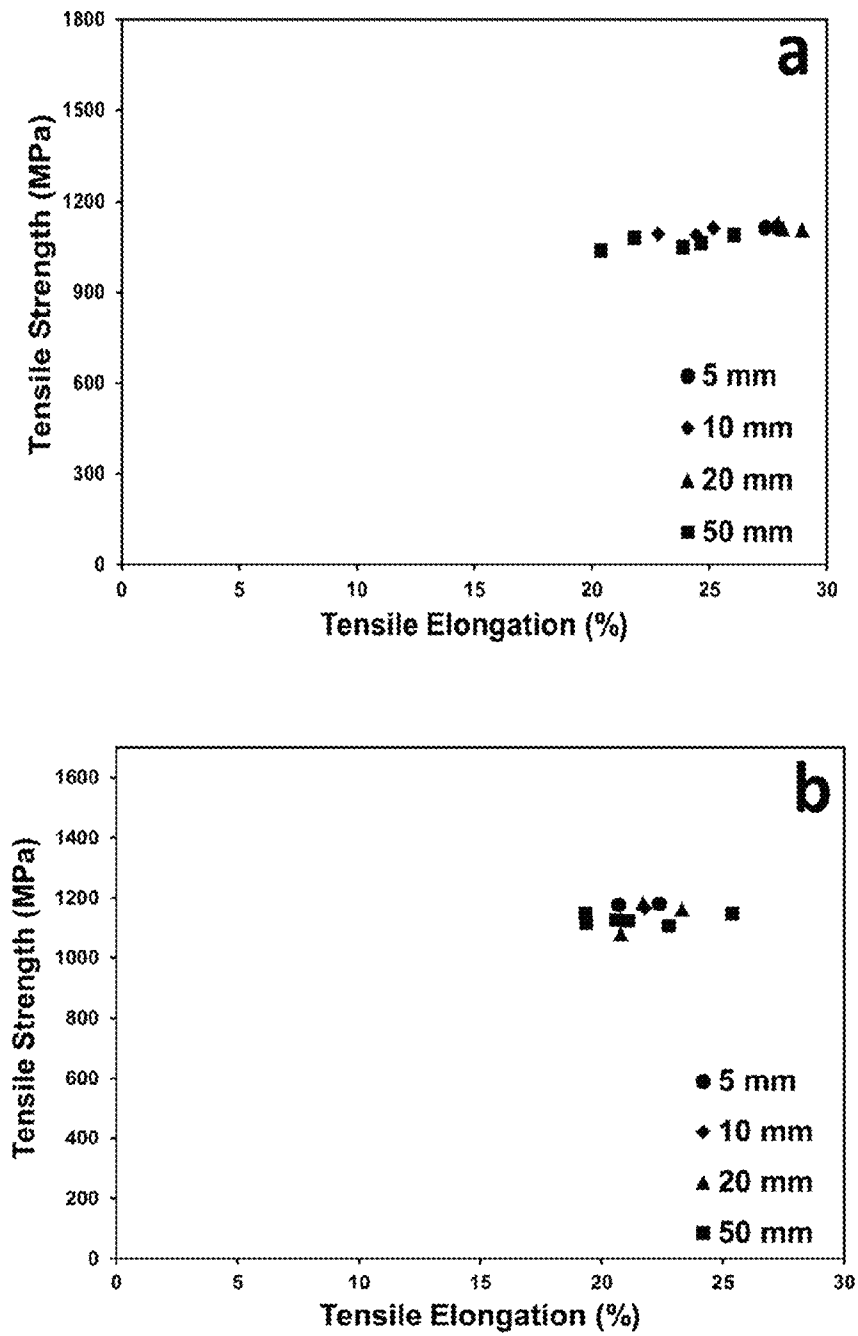 a
1800
1500
1200
900
600
300
0
Tensile Strength (MPa)
5 mm
10 mm
20 mm
50 mm
0 5 10 15 20 25 30
Tensile Elongation (%)
b
1600
1400
1200
1000
800
600
400
200
0
Tensile Strength (MPa)
5 mm
10 mm
20 mm
50 mm
0 5 10 15 20 25 30
Tensile Elongation (%)